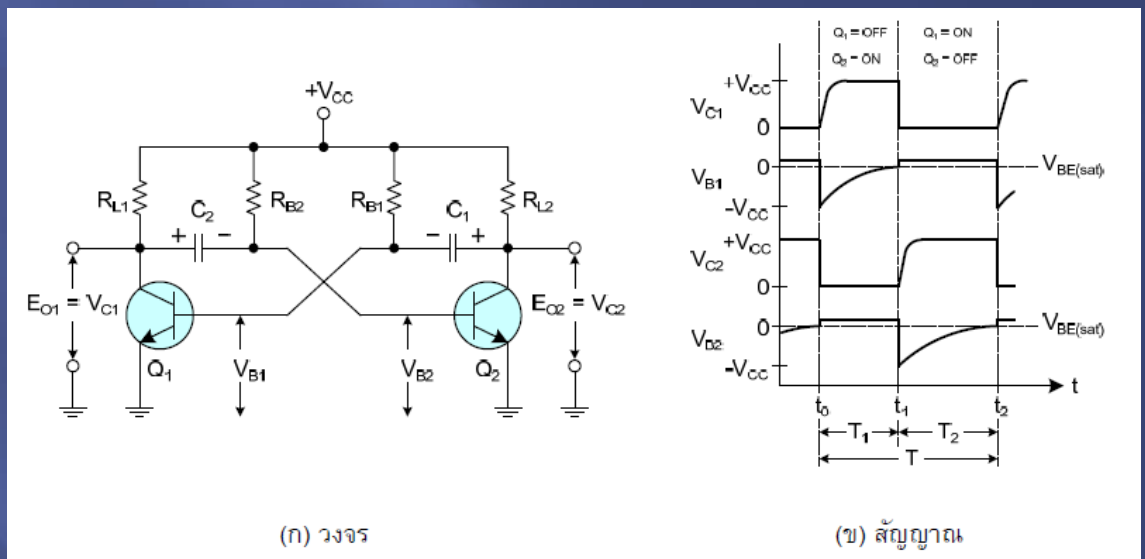 +VCC
RL1
C2
+ −
RB2
RB1
C1
− +
RL2
EO1 = VC1
Q1
VB1
VB2
Q2
EO2 = VC2
(ก) วงจร
Q1 = OFF
Q2 = ON
Q1 = ON
Q2 = OFF
VC1
+VCC
0
VB1
0
−VCC
VBE(sat)
VC2
+VCC
0
VB2
0
−VCC
VBE(sat)
t
t0
t1
t2
T1
T2
T
(ข) สัญญาณ